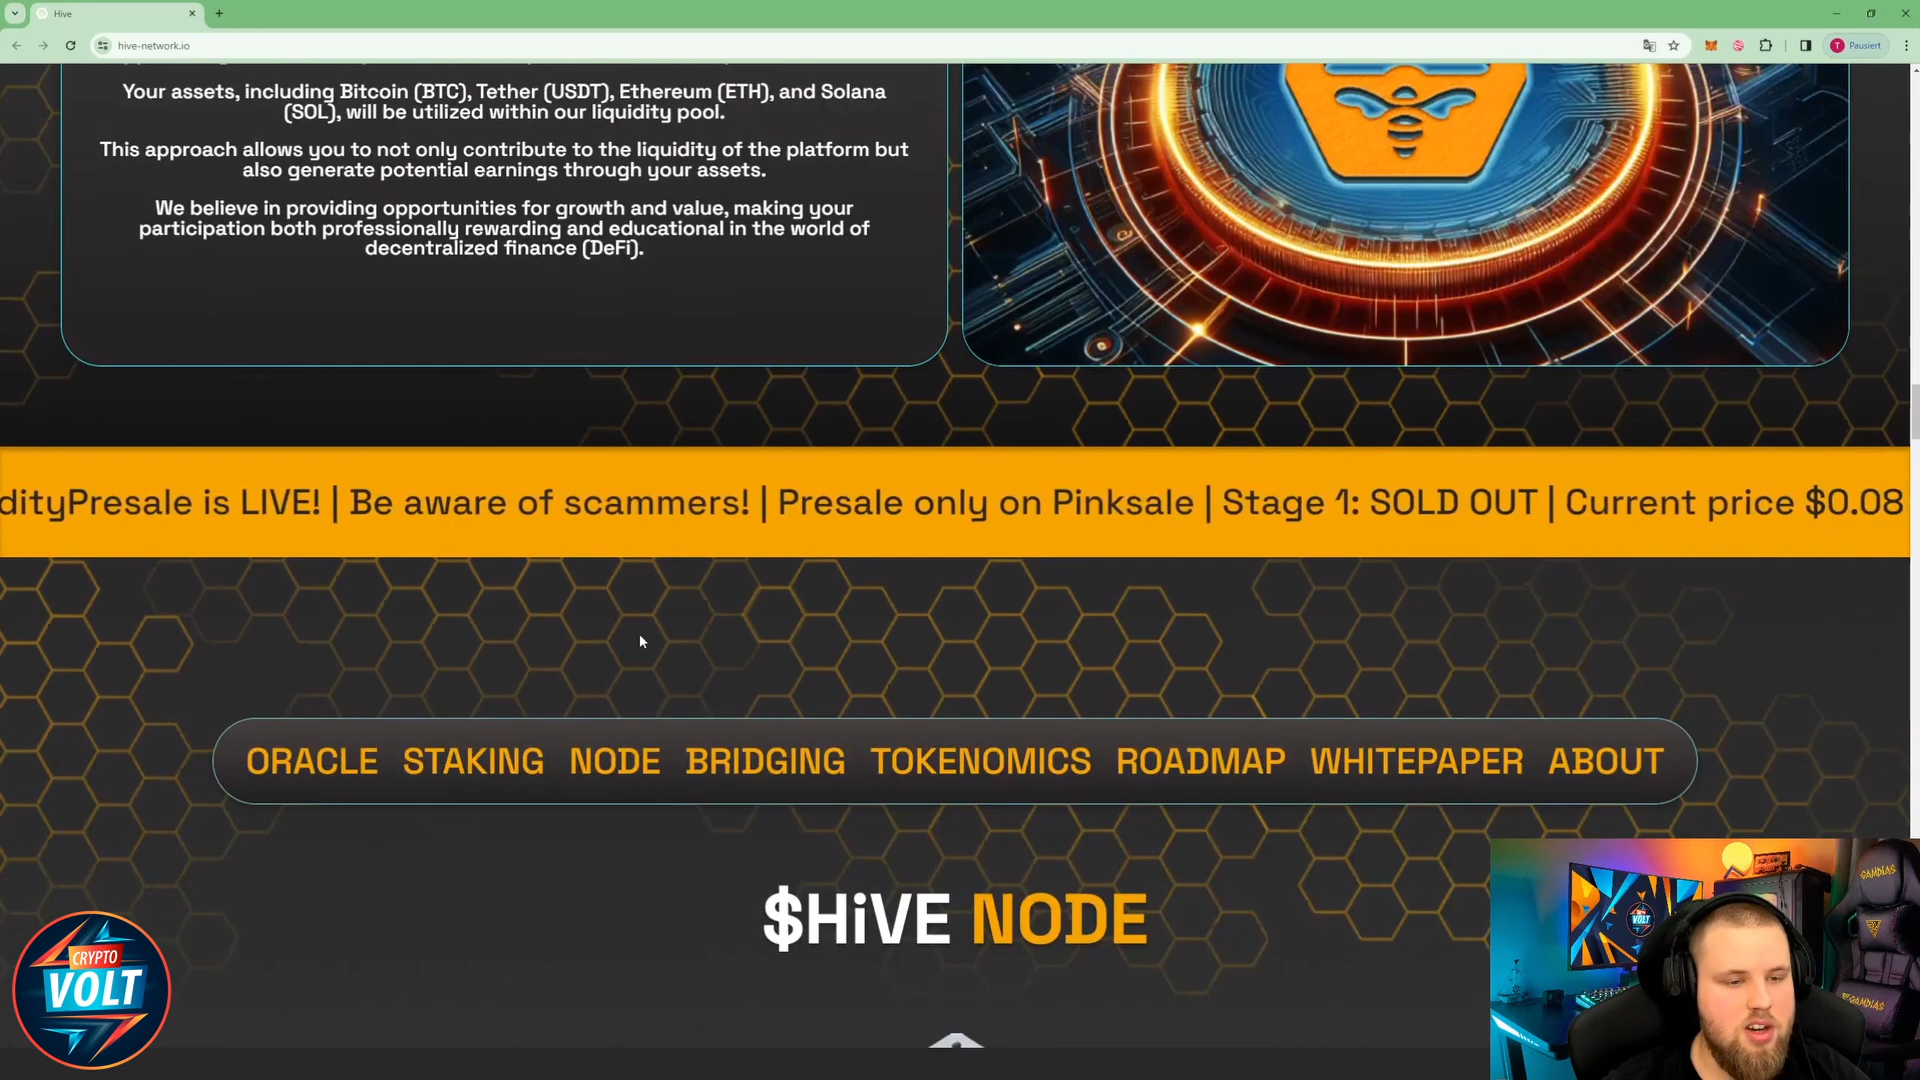 Hive
hive-network.io
Pausiert
T
Your assets, including Bitcoin (BTC), Tether (USDT), Ethereum (ETH), and Solana
(SOL), will be utilized within our liquidity pool.
This approach allows you to not only contribute to the liquidity of the platform but
also generate potential earnings through your assets.
We believe in providing opportunities for growth and value, making your
participation both professionally rewarding and educational in the world of
decentralized finance (DeFi).
dityPresale is LIVE! | Be aware of scammers! | Presale only on Pinksale | Stage 1: SOLD OUT | Current price $0.08
ORACLE STAKING NODE BRIDGING TOKENOMICS ROADMAP WHITEPAPER ABOUT
$HiVE NODE
CRYPTO
VOLT
VOLT
GAMDIAS
GAMDIAS